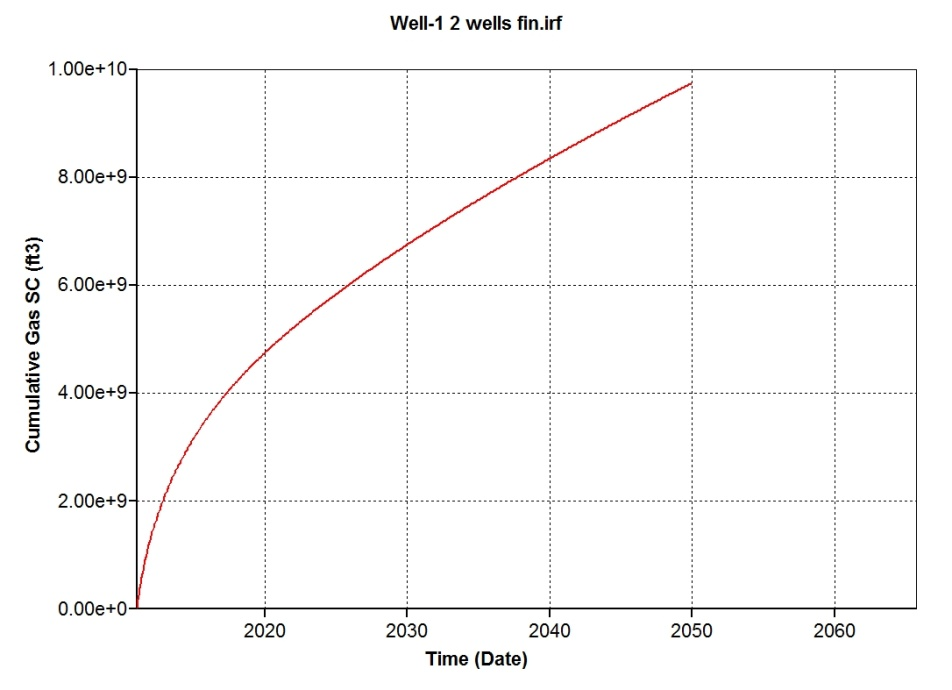 Well-1 2 wells fin.irf
1.00e+10
8.00e+9
6.00e+9
4.00e+9
2.00e+9
0.00e+0
Cumulative Gas SC (ft3)
2020 2030 2040 2050 2060
Time (Date)